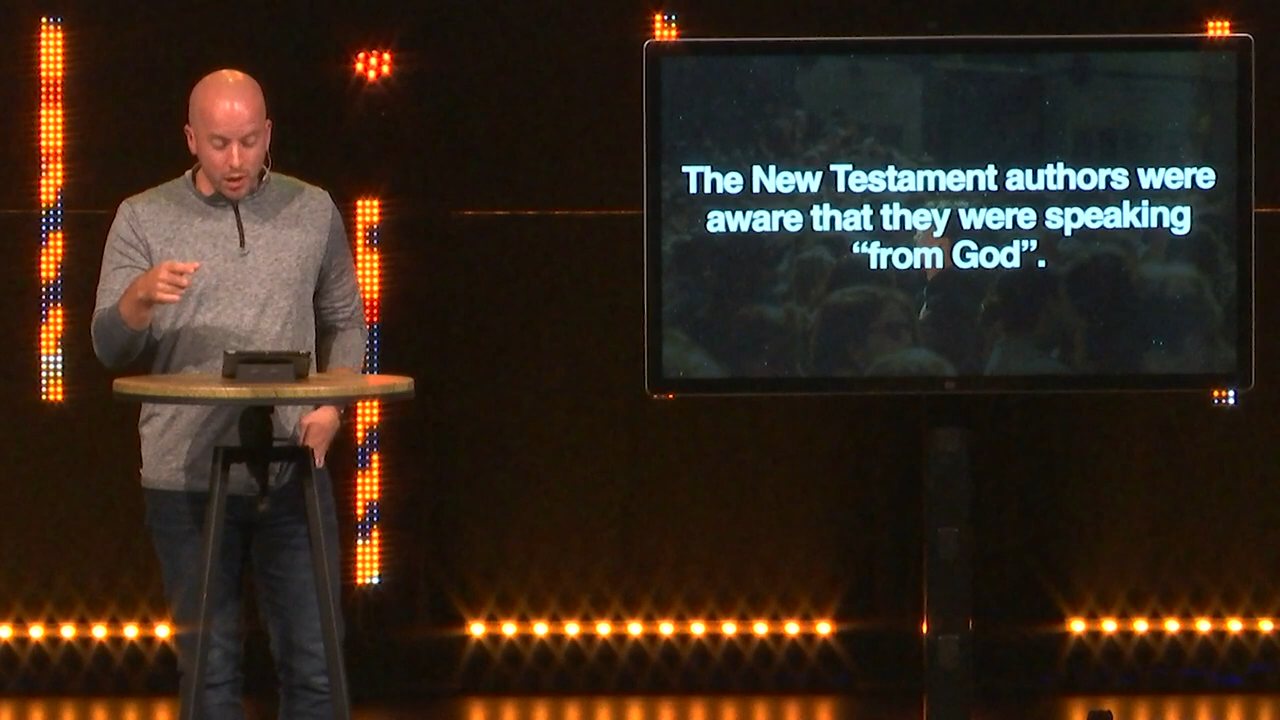 The New Testament authors were
aware that they were speaking
“from God”.